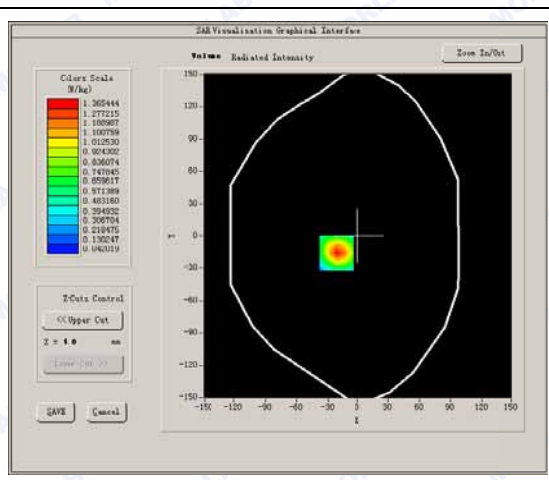 SAR Visualisation Graphical Interface
Volume Radiated Intensity
Zoom In/Out
Colors Scale
(W/kg)
1.365444
1.277215
1.188987
1.100759
1.012530
0.924302
0.836074
0.747845
0.659617
0.571389
0.483160
0.394932
0.306704
0.218475
0.130247
0.042019
150
120
90
60
30
0
-30
-60
-90
-120
-150
Y
-150 -120 -90 -60 -30 0 30 60 90 120 150
X
Z-Cuts Control
<< Upper Cut
Z = 4.0 mm
Lower Cut >>
SAVE Cancel